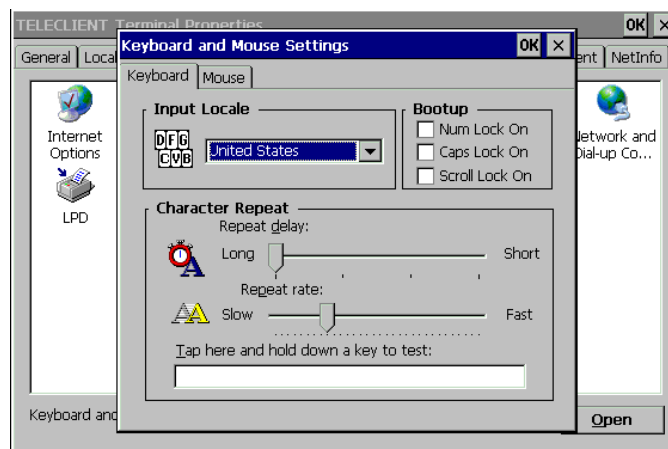 TELECLIENT Terminal Properties OK ×
Keyboard and Mouse Settings OK ×
General Local ent NetInfo
Keyboard Mouse
Input Locale
DFG
CVB
United States
Bootup
Num Lock On
Caps Lock On
Scroll Lock On
Internet
Options
LPD
Network and
Dial-up Co...
Character Repeat
Repeat delay:
Long Short
A
Repeat rate:
AA Slow Fast
Tap here and hold down a key to test:
Keyboard and
Open